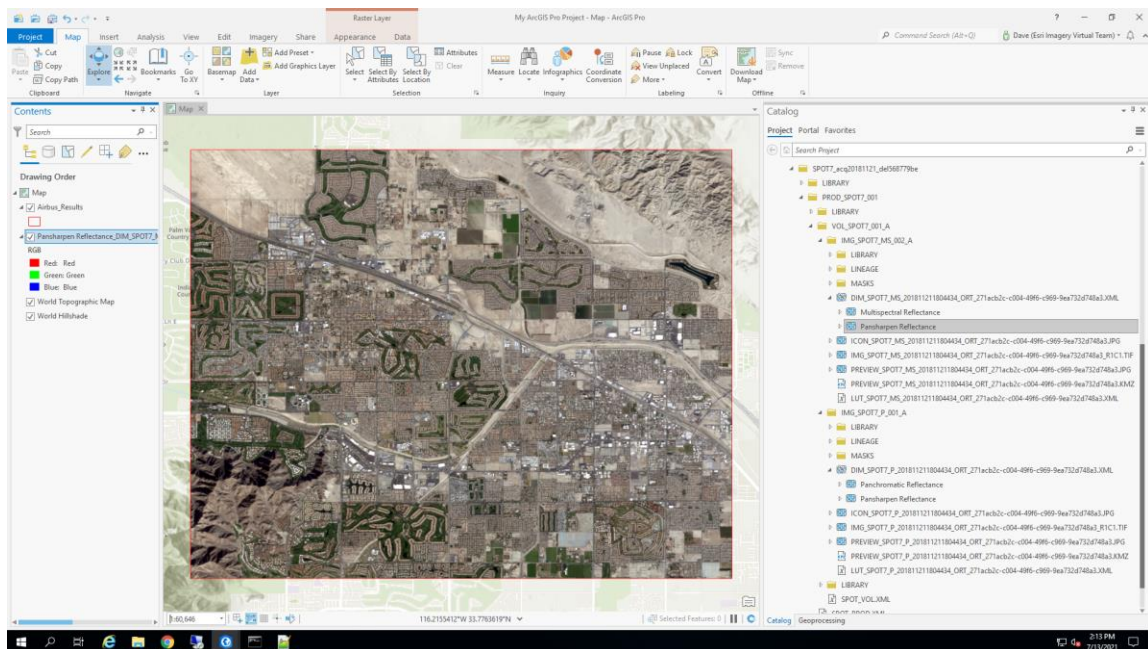 Raster Layer
My ArcGIS Pro Project - Map - ArcGIS Pro
Project Map Insert Analysis View Edit Imagery Share Appearance Data
Command Search (Alt+Q)
Dave (Esri Imagery Virtual Team)
Paste
Cut
Copy
Copy Path
Clipboard
Explore
Bookmarks
Go To XY
Navigate
Basemap
Add Data
Add Preset
Add Graphics Layer
Layer
Select
Select By Attributes
Select By Location
Attributes
Clear
Selection
Measure
Locate
Infographics
Coordinate Conversion
Inquiry
Pause
Lock
View Unplaced
More
Convert
Labeling
Download Map
Sync
Remove
Offline
Contents
Search
Drawing Order
Map
Airbus_Results
Pansharpen Reflectance_DIM_SPOT7_
RGB
Red: Red
Green: Green
Blue: Blue
World Topographic Map
World Hillshade
Map
1:60,646
116.2155412°W 33.7763619°N
Selected Features: 0
Catalog
Project Portal Favorites
Search Project
SPOT7_acq20181121_def568779be
LIBRARY
PROD_SPOT7_001
LIBRARY
VOL_SPOT7_001_A
IMG_SPOT7_MS_002_A
LIBRARY
LINEAGE
MASKS
DIM_SPOT7_MS_201811211804434_ORT_271acb2c-c004-49f6-c969-9ea732d748a3.XML
Multispectral Reflectance
Pansharpen Reflectance
ICON_SPOT7_MS_201811211804434_ORT_271acb2c-c004-49f6-c969-9ea732d748a3.JPG
IMG_SPOT7_MS_201811211804434_ORT_271acb2c-c004-49f6-c969-9ea732d748a3_R1C1.TIF
PREVIEW_SPOT7_MS_201811211804434_ORT_271acb2c-c004-49f6-c969-9ea732d748a3.JPG
PREVIEW_SPOT7_MS_201811211804434_ORT_271acb2c-c004-49f6-c969-9ea732d748a3.KMZ
LUT_SPOT7_MS_201811211804434_ORT_271acb2c-c004-49f6-c969-9ea732d748a3.XML
IMG_SPOT7_P_001_A
LIBRARY
LINEAGE
MASKS
DIM_SPOT7_P_201811211804434_ORT_271acb2c-c004-49f6-c969-9ea732d748a3.XML
Panchromatic Reflectance
Pansharpen Reflectance
ICON_SPOT7_P_201811211804434_ORT_271acb2c-c004-49f6-c969-9ea732d748a3.JPG
IMG_SPOT7_P_201811211804434_ORT_271acb2c-c004-49f6-c969-9ea732d748a3_R1C1.TIF
PREVIEW_SPOT7_P_201811211804434_ORT_271acb2c-c004-49f6-c969-9ea732d748a3.JPG
PREVIEW_SPOT7_P_201811211804434_ORT_271acb2c-c004-49f6-c969-9ea732d748a3.KMZ
LUT_SPOT7_P_201811211804434_ORT_271acb2c-c004-49f6-c969-9ea732d748a3.XML
LIBRARY
SPOT_VOL.XML
Catalog Geoprocessing
2:13 PM
7/13/2021